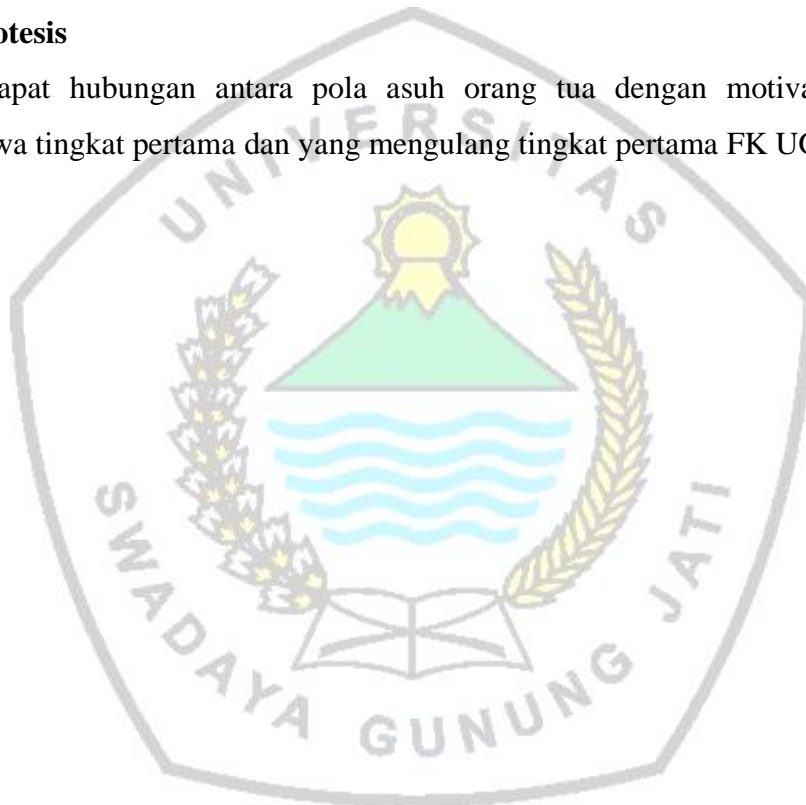 otesis
apat hubungan antara pola asuh orang tua dengan motiva
wa tingkat pertama dan yang mengulang tingkat pertama FK
UNIVERSITAS
SWADAYA GUNUNG JATI